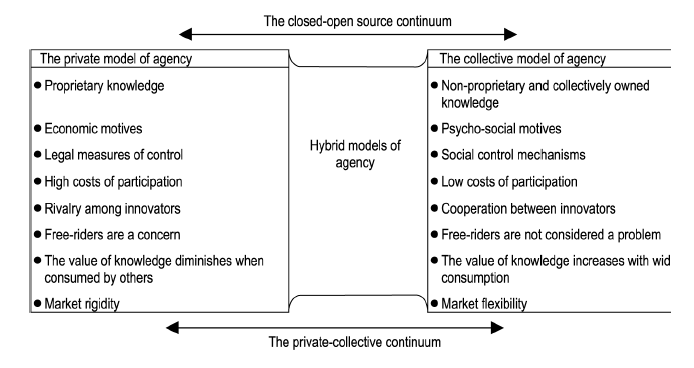 The closed-open source continuum
The private model of agency
● Proprietary knowledge
● Economic motives
● Legal measures of control
● High costs of participation
● Rivalry among innovators
● Free-riders are a concern
● The value of knowledge diminishes when
consumed by others
● Market rigidity
Hybrid models of
agency
The collective model of agency
● Non-proprietary and collectively owned
knowledge
● Psycho-social motives
● Social control mechanisms
● Low costs of participation
● Cooperation between innovators
● Free-riders are not considered a problem
● The value of knowledge increases with wid
consumption
● Market flexibility
The private-collective continuum